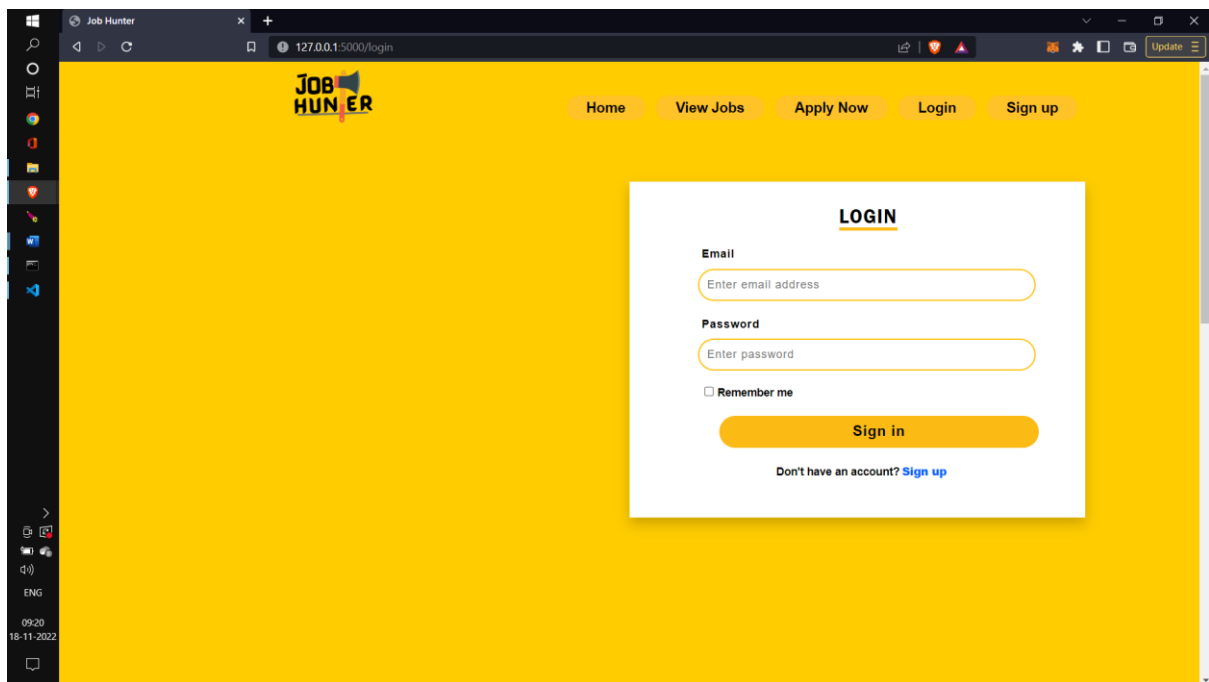 Job Hunter
127.0.0.1:5000/login
Update
JOB
HUN ER
Home View Jobs Apply Now Login Sign up
LOGIN
Email
Enter email address
Password
Enter password
Remember me
Sign in
Don't have an account? Sign up
ENG
09:20
18-11-2022